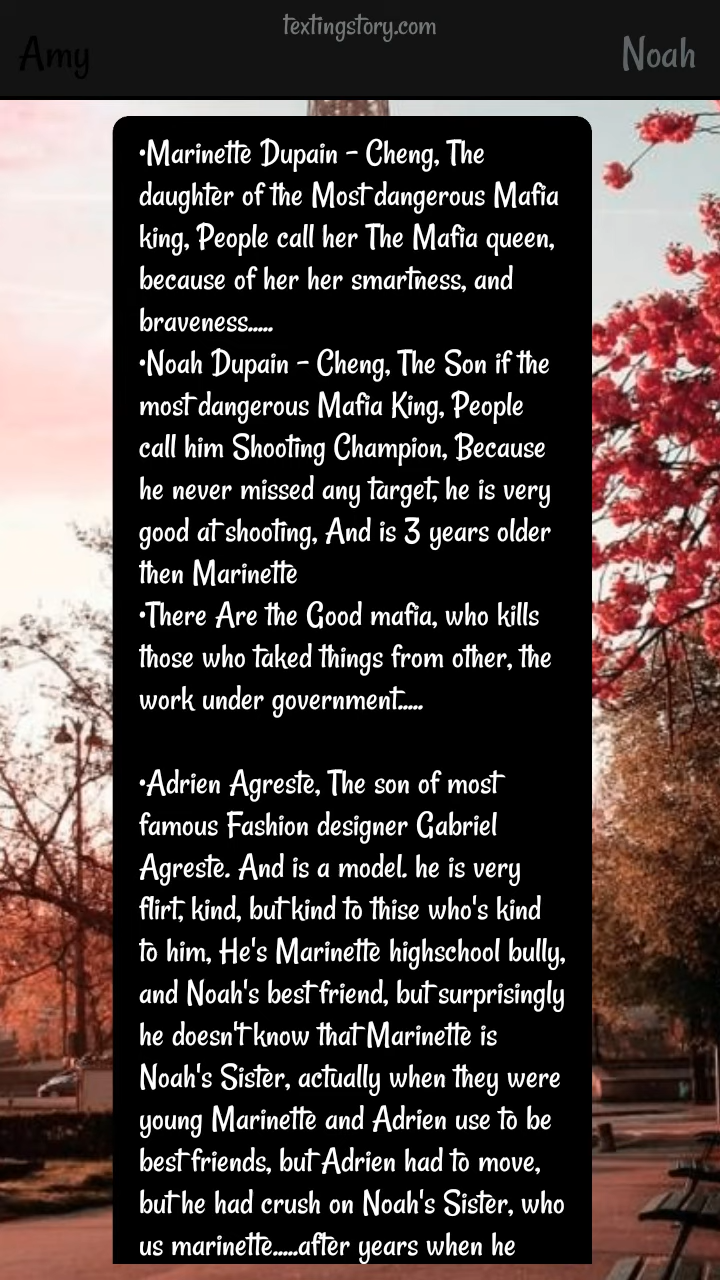 textingstory.com
Amy
Noah
•Marinette Dupain - Cheng, The
daughter of the Most dangerous Mafia
king, People call her The Mafia queen,
because of her her smartness, and
braveness.....
•Noah Dupain - Cheng, The Son if the
most dangerous Mafia King, People
call him Shooting Champion, Because
he never missed any target, he is very
good at shooting, And is 3 years older
then Marinette
•There Are the Good mafia, who kills
those who taked things from other, the
work under government.....
•Adrien Agreste, The son of most
famous Fashion designer Gabriel
Agreste. And is a model. he is very
flirt, kind, but kind to thise who's kind
to him, He's Marinette highschool bully,
and Noah's best friend, but surprisingly
he doesn't know that Marinette is
Noah's Sister, actually when they were
young Marinette and Adrien use to be
best friends, but Adrien had to move,
but he had crush on Noah's Sister, who
us marinette.....after years when he